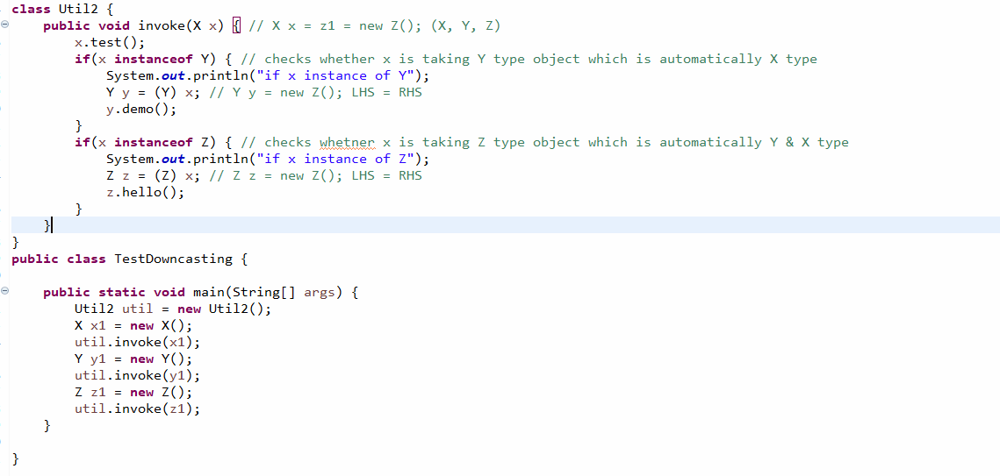 class Util2 {
    public void invoke(X x) { // X x = z1 = new Z(); (X, Y, Z)
        x.test();
        if(x instanceof Y) { // checks whether x is taking Y type object which is automatically X type
            System.out.println("if x instance of Y");
            Y y = (Y) x; // Y y = new Z(); LHS = RHS
            y.demo();
        }
        if(x instanceof Z) { // checks whetner x is taking Z type object which is automatically Y & X type
            System.out.println("if x instance of Z");
            Z z = (Z) x; // Z z = new Z(); LHS = RHS
            z.hello();
        }
    }
}
public class TestDowncasting {
    public static void main(String[] args) {
        Util2 util = new Util2();
        X x1 = new X();
        util.invoke(x1);
        Y y1 = new Y();
        util.invoke(y1);
        Z z1 = new Z();
        util.invoke(z1);
    }
}